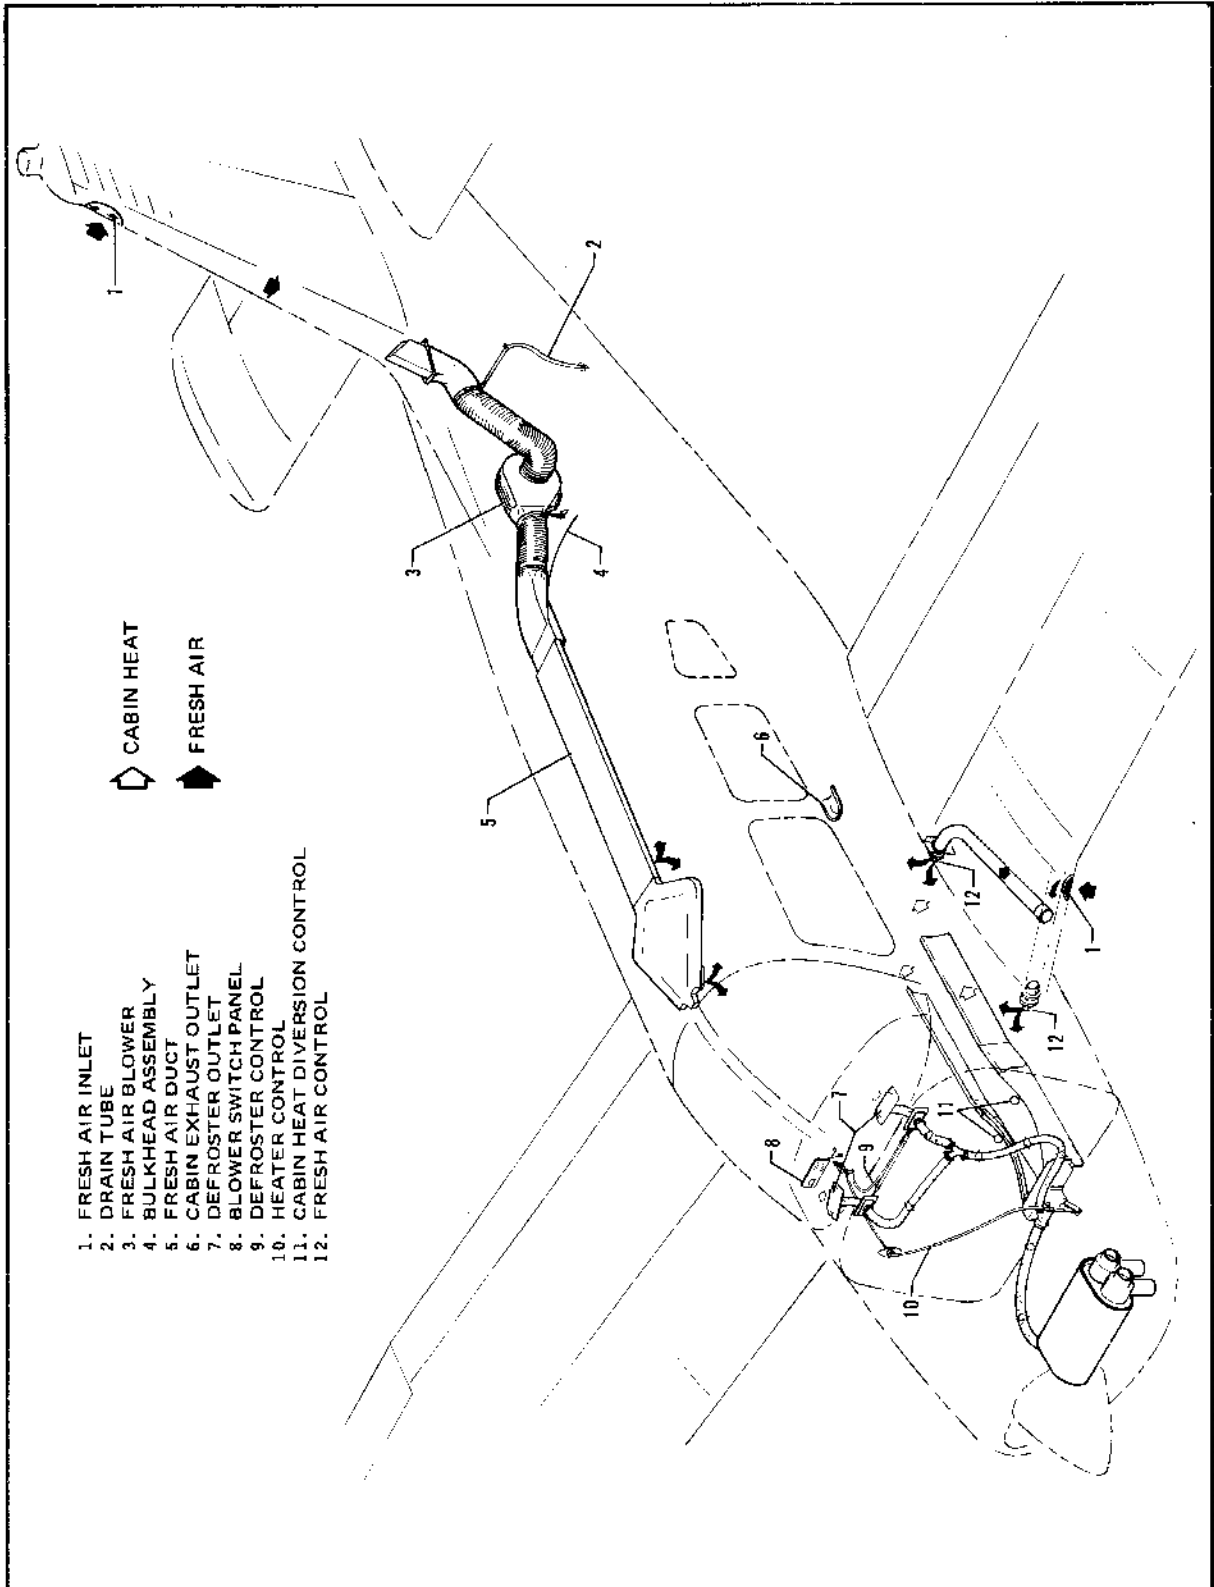 1. FRESH AIR INLET
2. DRAIN TUBE
3. FRESH AIR BLOWER
4. BULKHEAD ASSEMBLY
5. FRESH AIR DUCT
6. CABIN EXHAUST OUTLET
7. DEFROSTER OUTLET
8. BLOWER SWITCH PANEL
9. DEFROSTER CONTROL
10. HEATER CONTROL
11. CABIN HEAT DIVERSION CONTROL
12. FRESH AIR CONTROL
CABIN HEAT
FRESH AIR
1
2
3
4
5
6
7
8
9
10
11
12
12
1